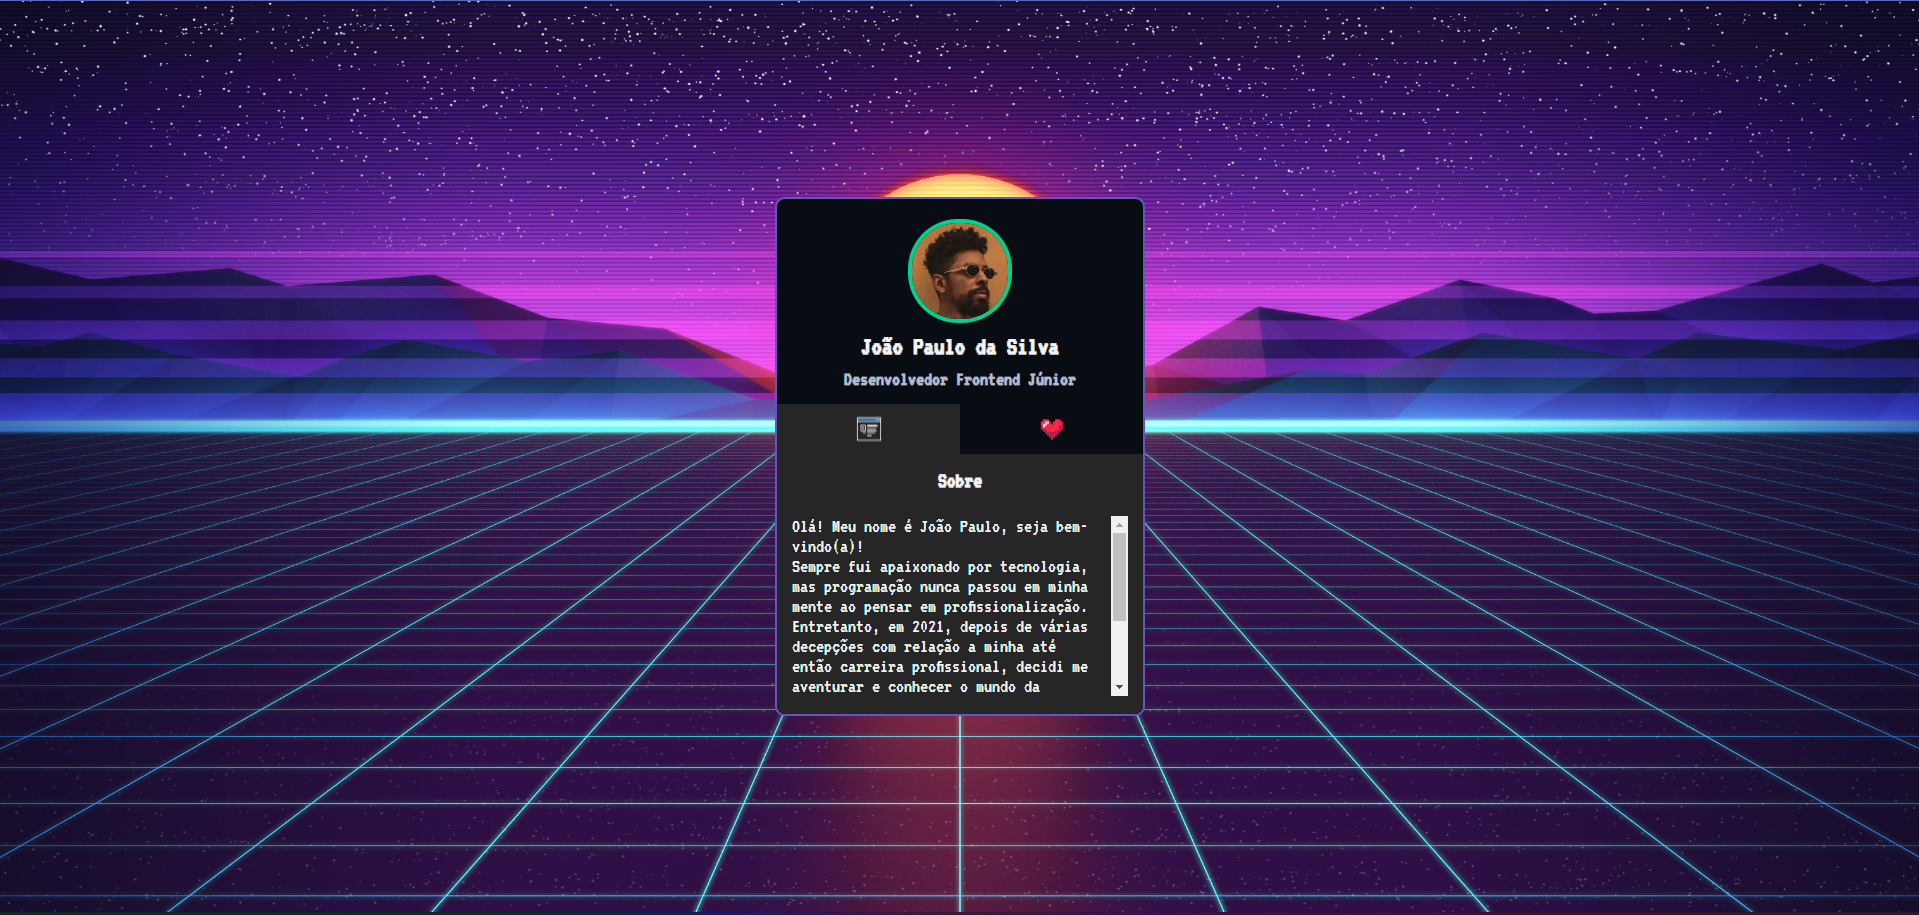 João Paulo da Silva
Desenvolvedor Frontend Júnior
Sobre
Olá! Meu nome é João Paulo, seja bem-
vindo(a)!
Sempre fui apaixonado por tecnologia,
mas programação nunca passou em minha
mente ao pensar em profissionalização.
Entretanto, em 2021, depois de várias
decepções com relação a minha até
então carreira profissional, decidi me
aventurar e conhecer o mundo da